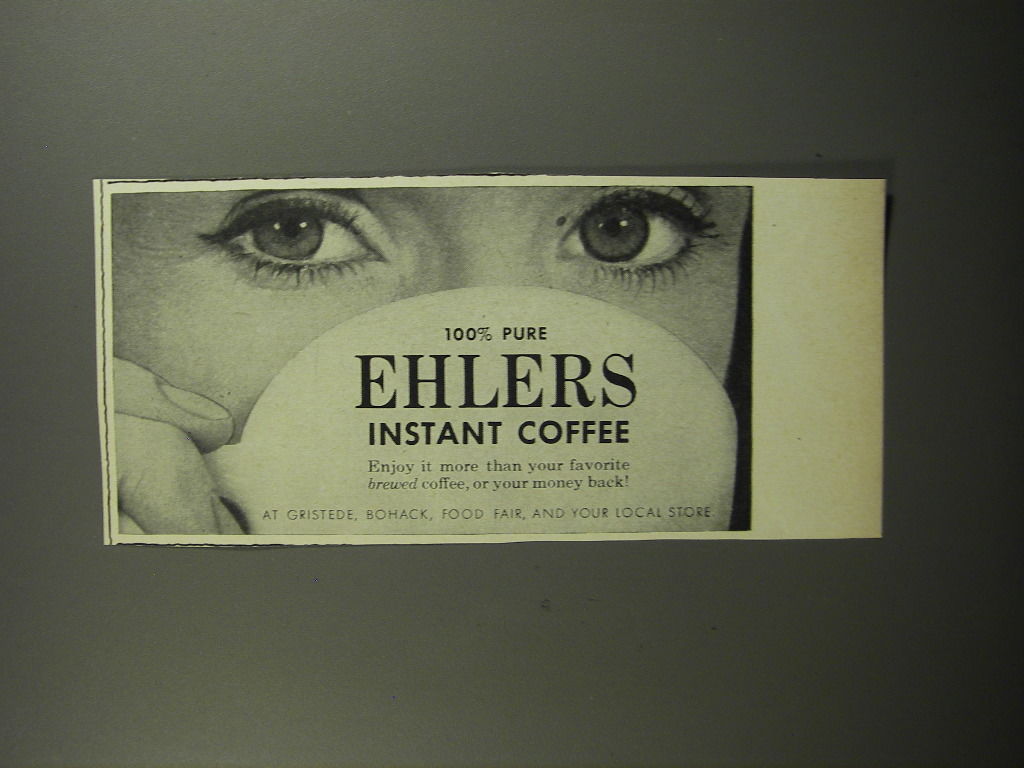 100% PURE
EHLERS
INSTANT COFFEE
Enjoy it more than your favorite
brewed coffee, or your money back!
AT GRISTEDE, BOHACK, FOOD FAIR, AND YOUR LOCAL STORE.